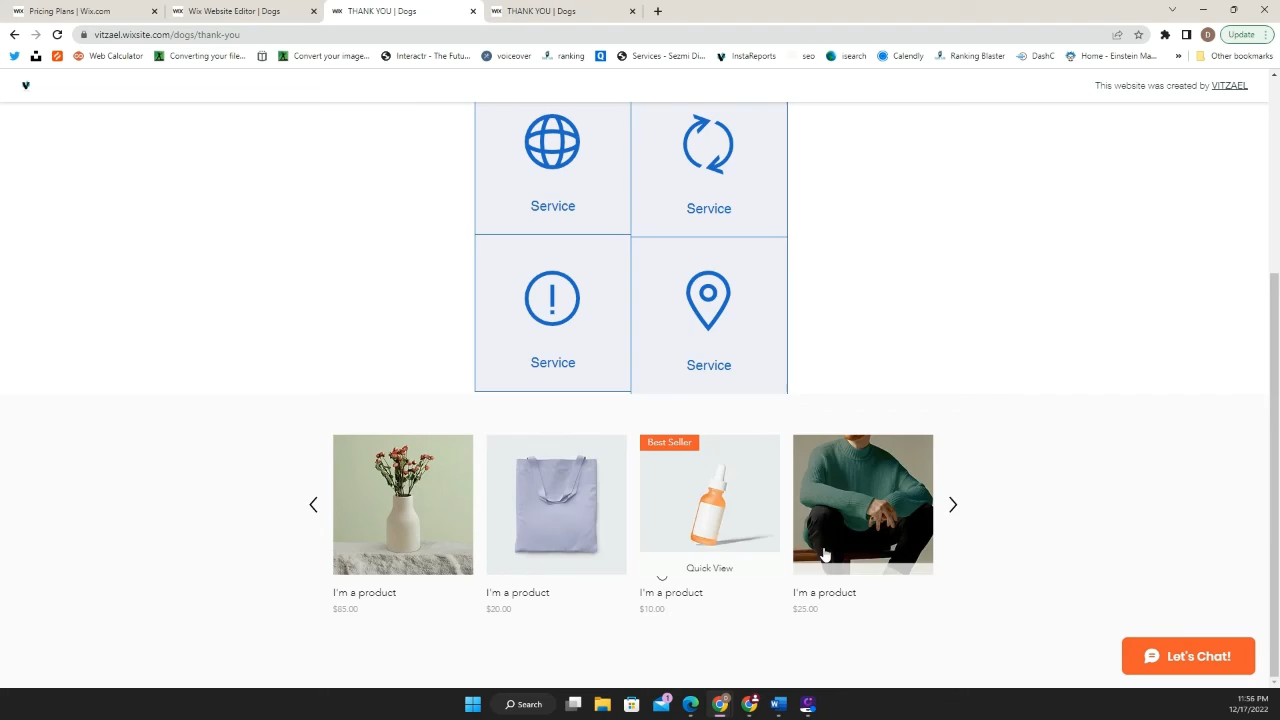 WIX Pricing Plans | Wix.com
WIX Wix Website Editor | Dogs
WIX THANK YOU | Dogs
WIX THANK YOU | Dogs
vitzael.wixsite.com/dogs/thank-you
D
Update
Web Calculator
Converting your file...
Convert your image...
Interactr - The Futu...
voiceover
ranking
Services - Sezmi Di...
InstaReports
seo
isearch
Calendly
Ranking Blaster
DashC
Home - Einstein Ma...
»
Other bookmarks
This website was created by VITZAEL
Service
Service
Service
Service
Best Seller
Quick View
I'm a product
I'm a product
I'm a product
I'm a product
$85.00
$20.00
$10.00
$25.00
Let's Chat!
Search
11:56 PM
12/17/2022